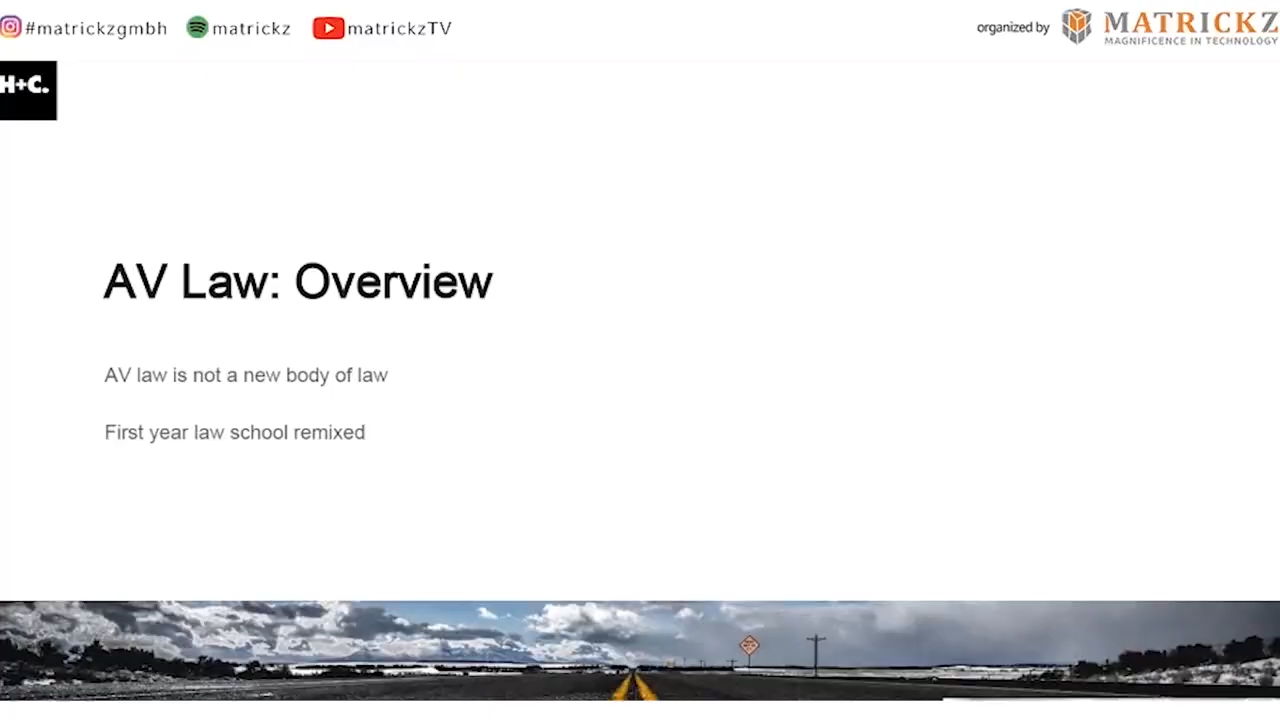 #matrickzgmbh matrickz matrickzTV
organized by MATRICKZ
MAGNIFICENCE IN TECHNOLOGY
H+C.
AV Law: Overview
AV law is not a new body of law
First year law school remixed